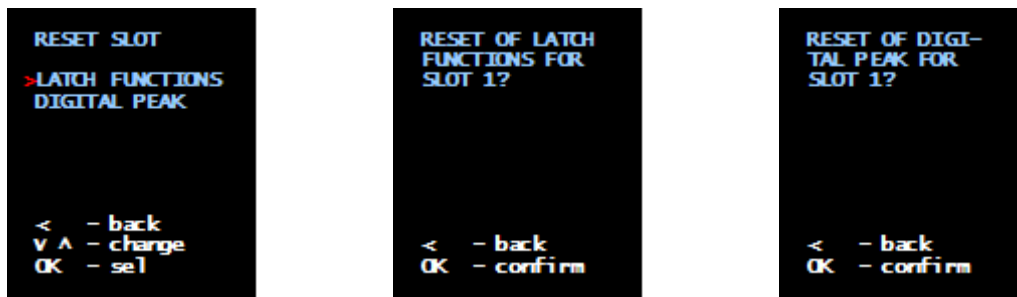 RESET SLOT
>LATCH FUNCTIONS
DIGITAL PEAK
< - back
v ^ - change
OK - sel
RESET OF LATCH
FUNCTIONS FOR
SLOT 1?
< - back
OK - confirm
RESET OF DIGI-
TAL PEAK FOR
SLOT 1?
< - back
OK - confirm